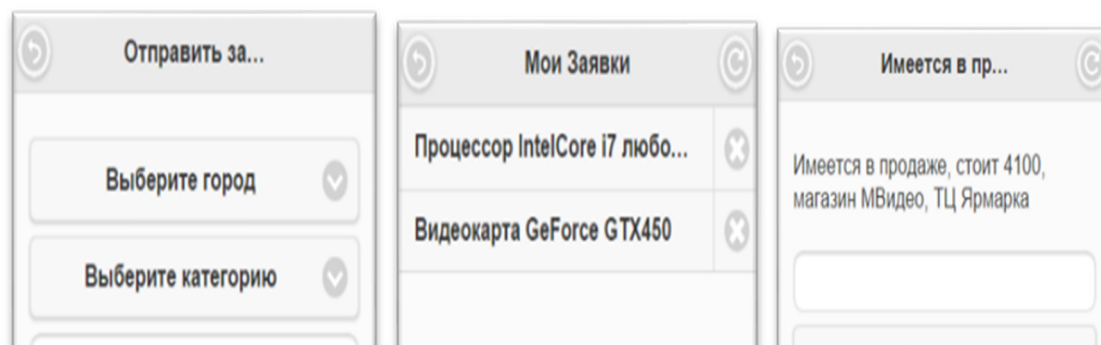 Отправить за...
Выберите город
Выберите категорию
Мои Заявки
Процессор IntelCore i7 любо...
Видеокарта GeForce GTX450
Имеется в пр...
Имеется в продаже, стоит 4100,
магазин МВидео, ТЦ Ярмарка